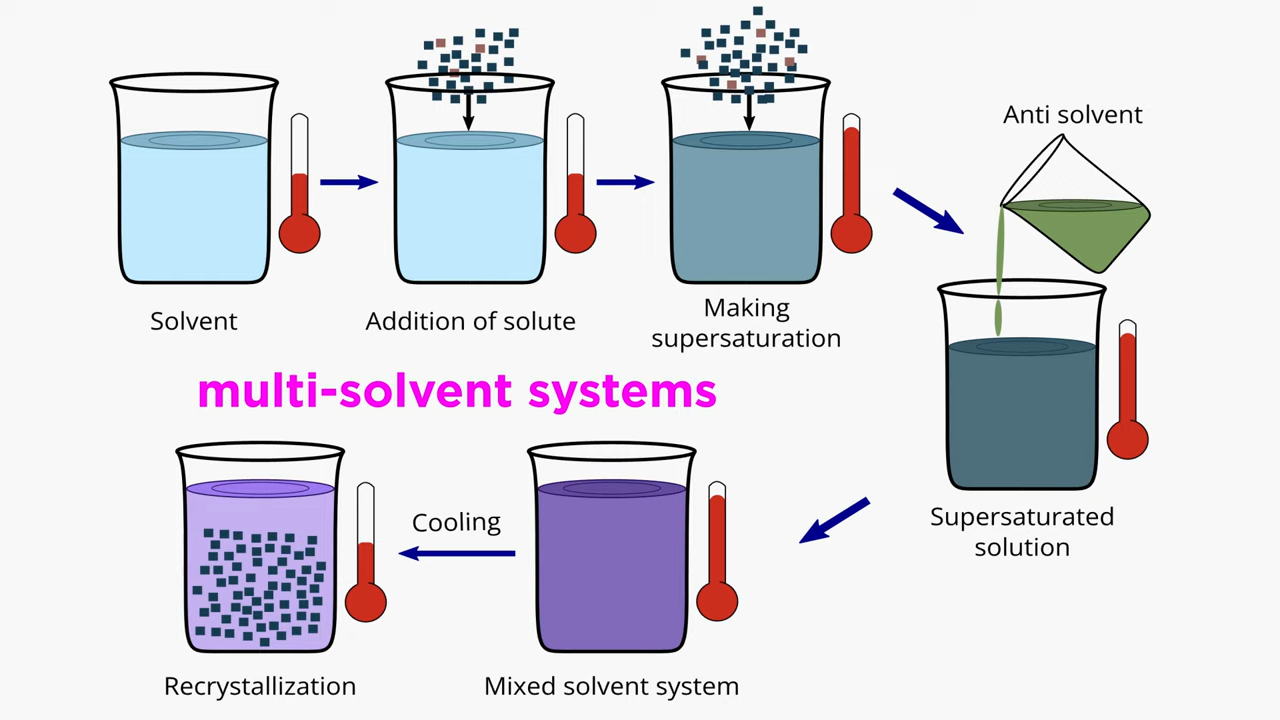 Anti solvent
Solvent
Addition of solute
Making
supersaturation
multi-solvent systems
Supersaturated
solution
Cooling
Mixed solvent system
Recrystallization